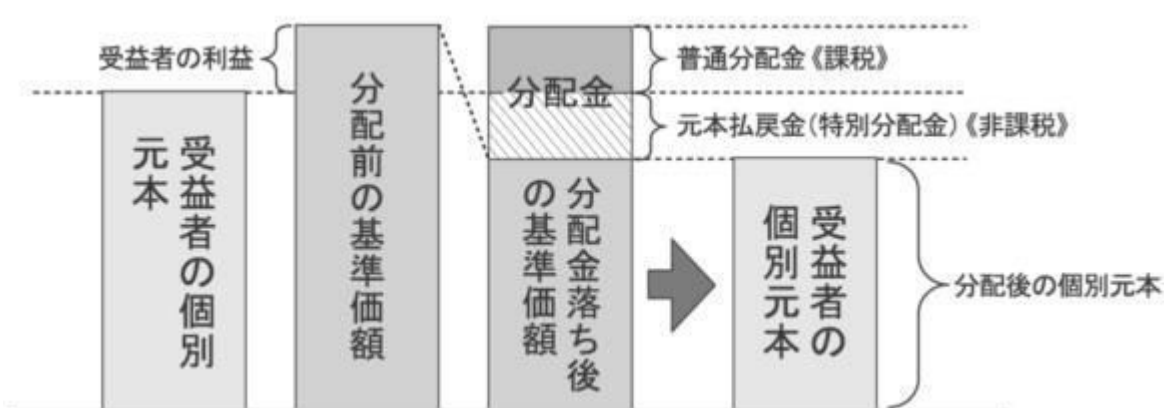 受益者の利益
受益者の個別
元本
分配前の基準価額
分配金
分配金落ち後
の基準価額
普通分配金《課税》
元本払戻金(特別分配金)《非課税》
受益者の
個別元本
分配後の個別元本